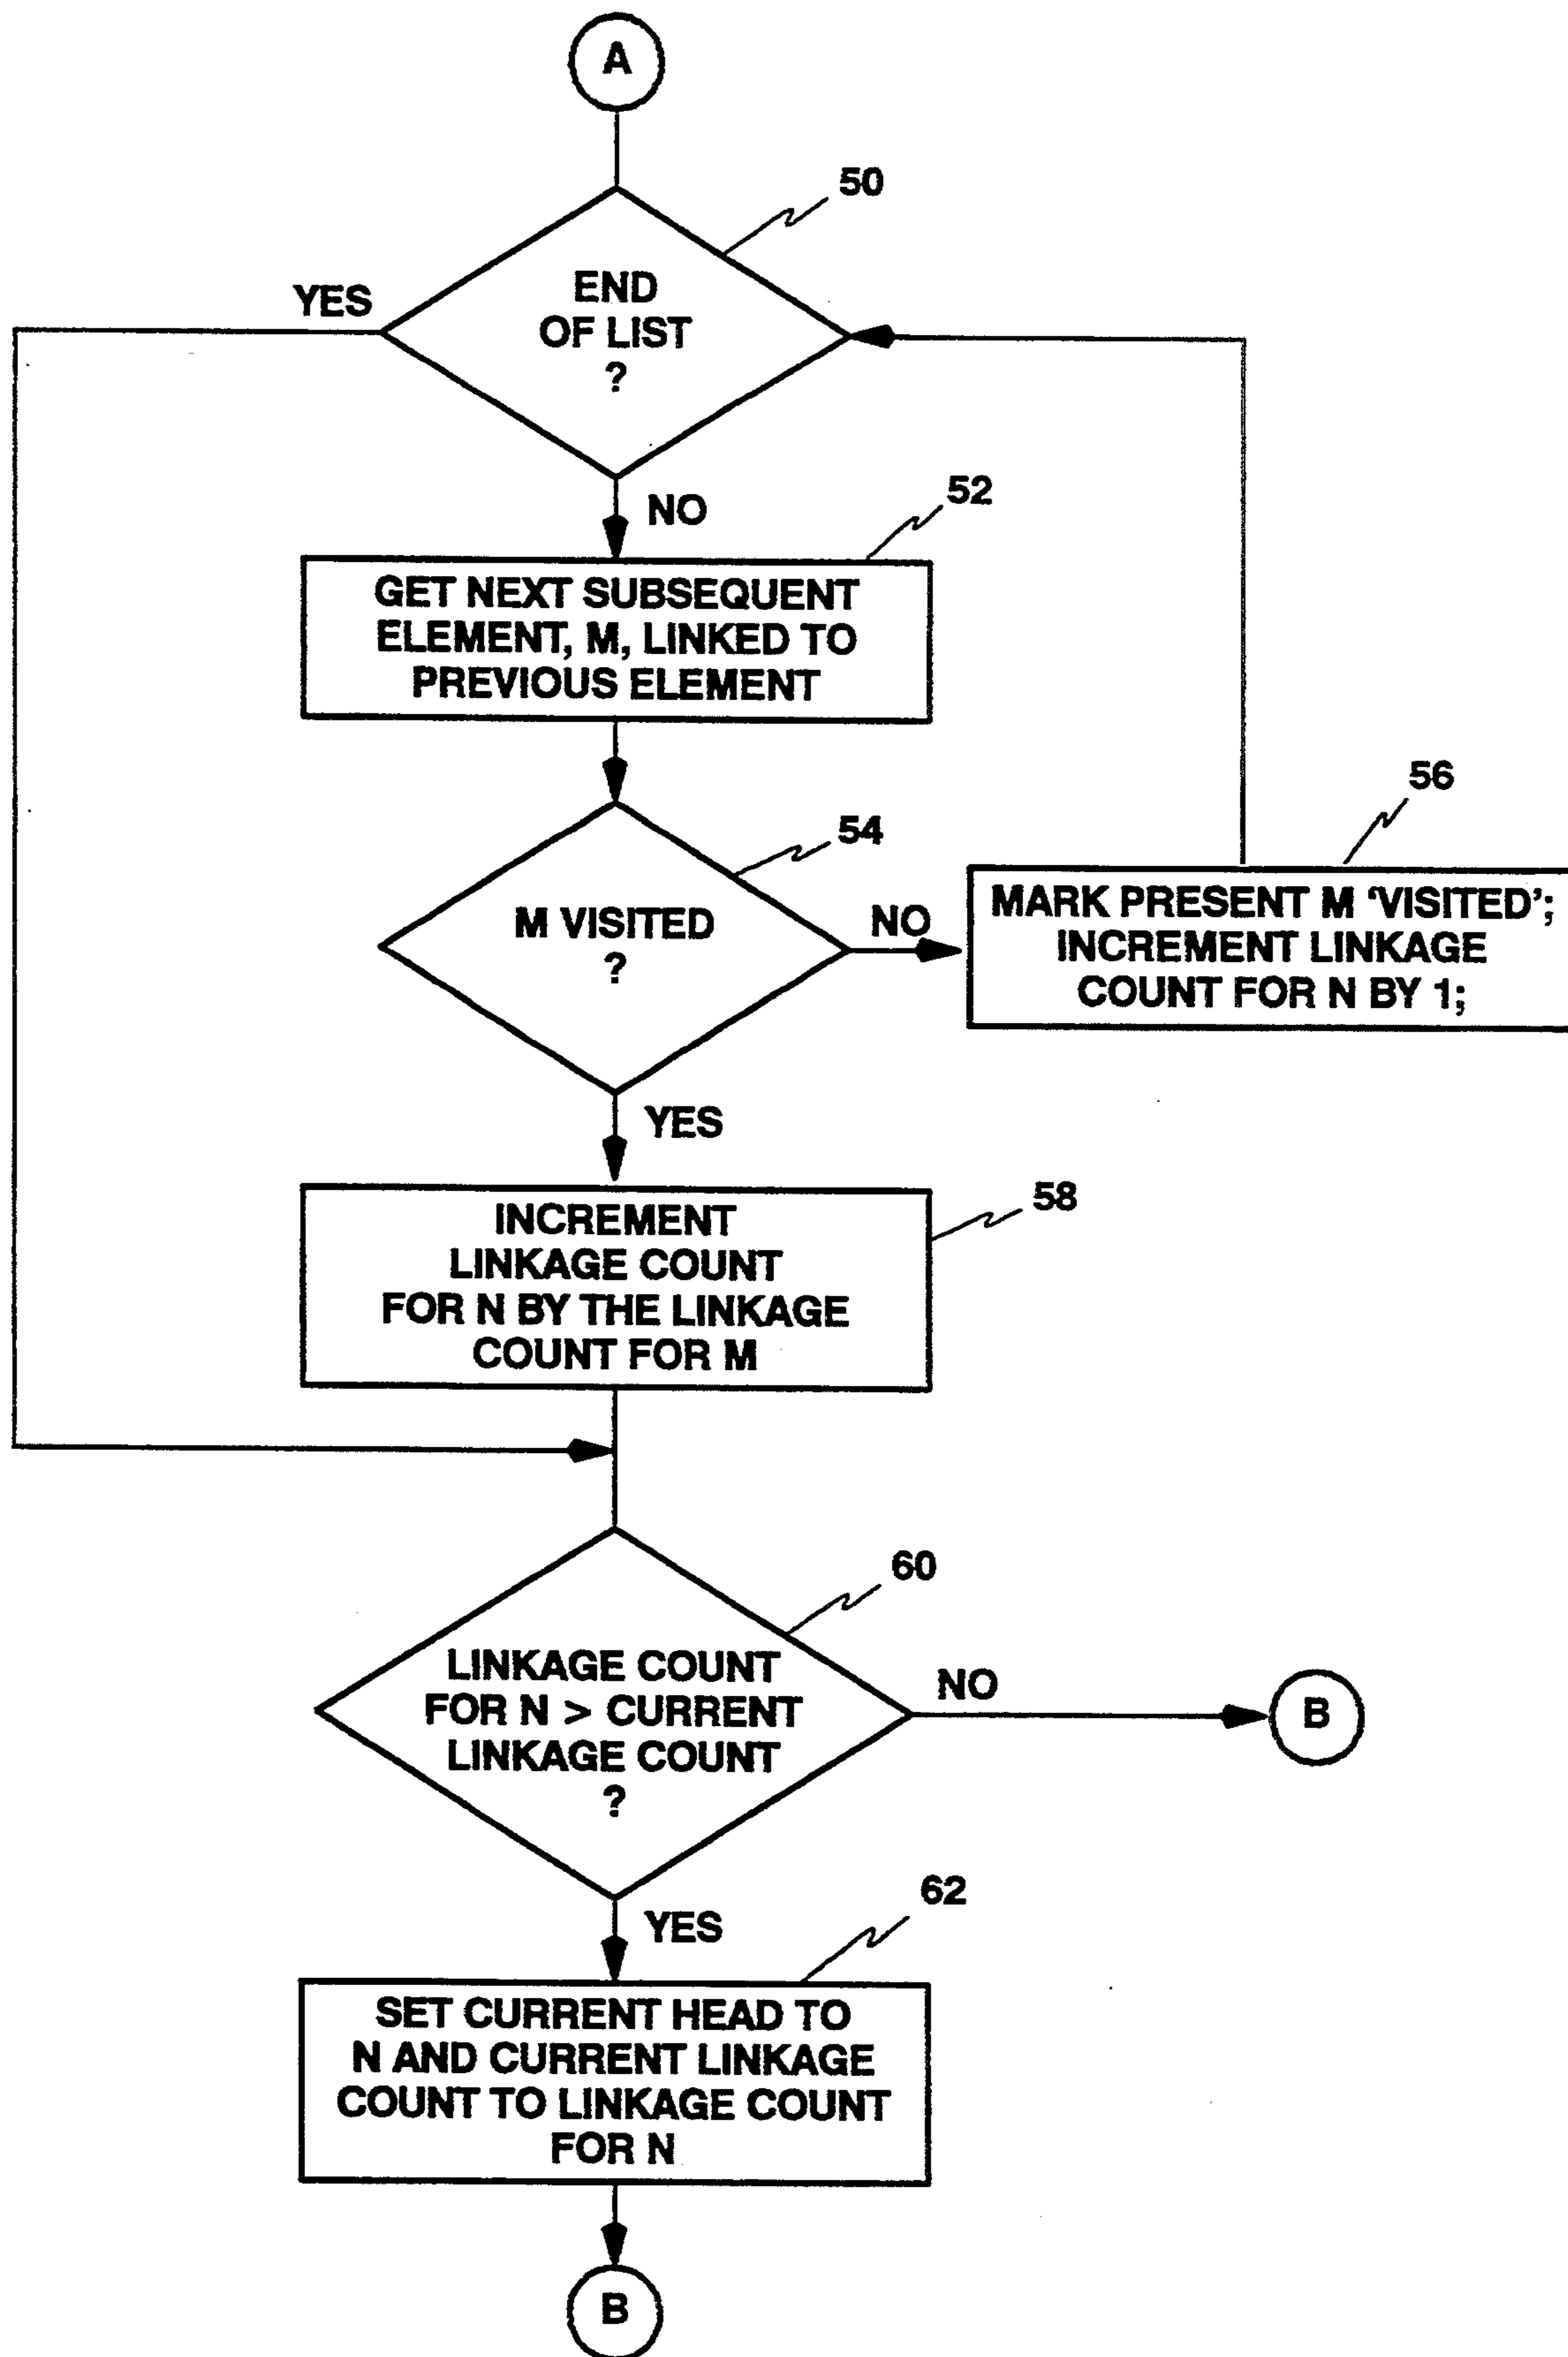 A
50
YES
END
OF LIST
?
NO
52
GET NEXT SUBSEQUENT
ELEMENT, M, LINKED TO
PREVIOUS ELEMENT
54
M VISITED
?
NO
56
MARK PRESENT M 'VISITED';
INCREMENT LINKAGE
COUNT FOR N BY 1;
YES
58
INCREMENT
LINKAGE COUNT
FOR N BY THE LINKAGE
COUNT FOR M
60
LINKAGE COUNT
FOR N > CURRENT
LINKAGE COUNT
?
NO
B
YES
62
SET CURRENT HEAD TO
N AND CURRENT LINKAGE
COUNT TO LINKAGE COUNT
FOR N
B